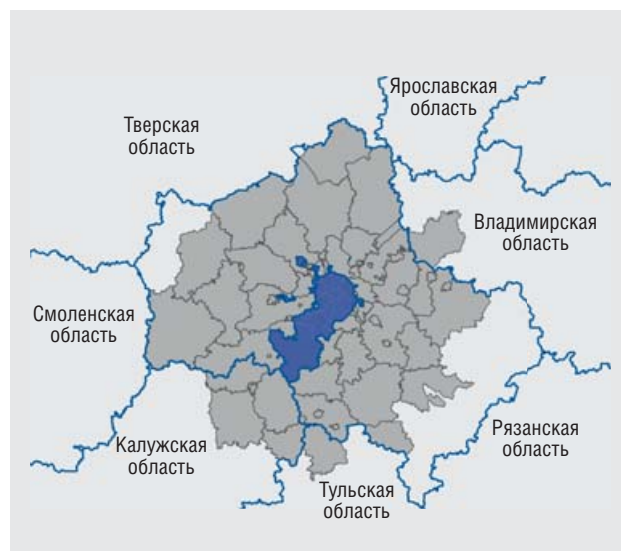 Ярославская
область
Тверская
область
Владимирская
область
Смоленская
область
Калужская
область
Рязанская
область
Тульская
область